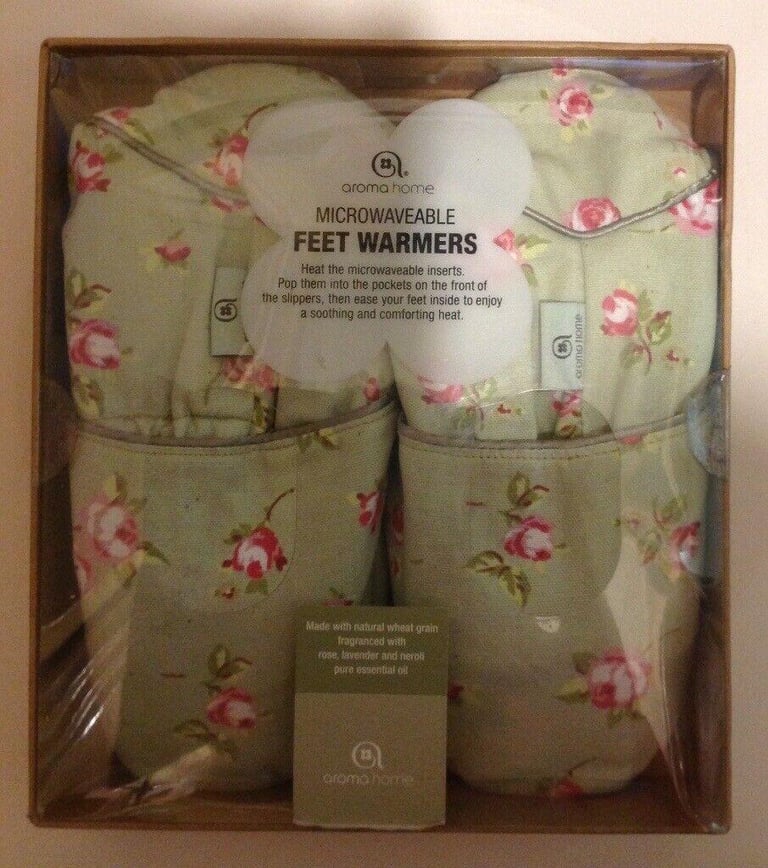 aroma home
MICROWAVEABLE
FEET WARMERS
Heat the microwaveable inserts.
Pop them into the pockets on the front of
the slippers, then ease your feet inside to enjoy
a soothing and comforting heat.
aroma home
Made with natural wheat grain
fragranced with
rose, lavender and neroli
pure essential oil
aroma home